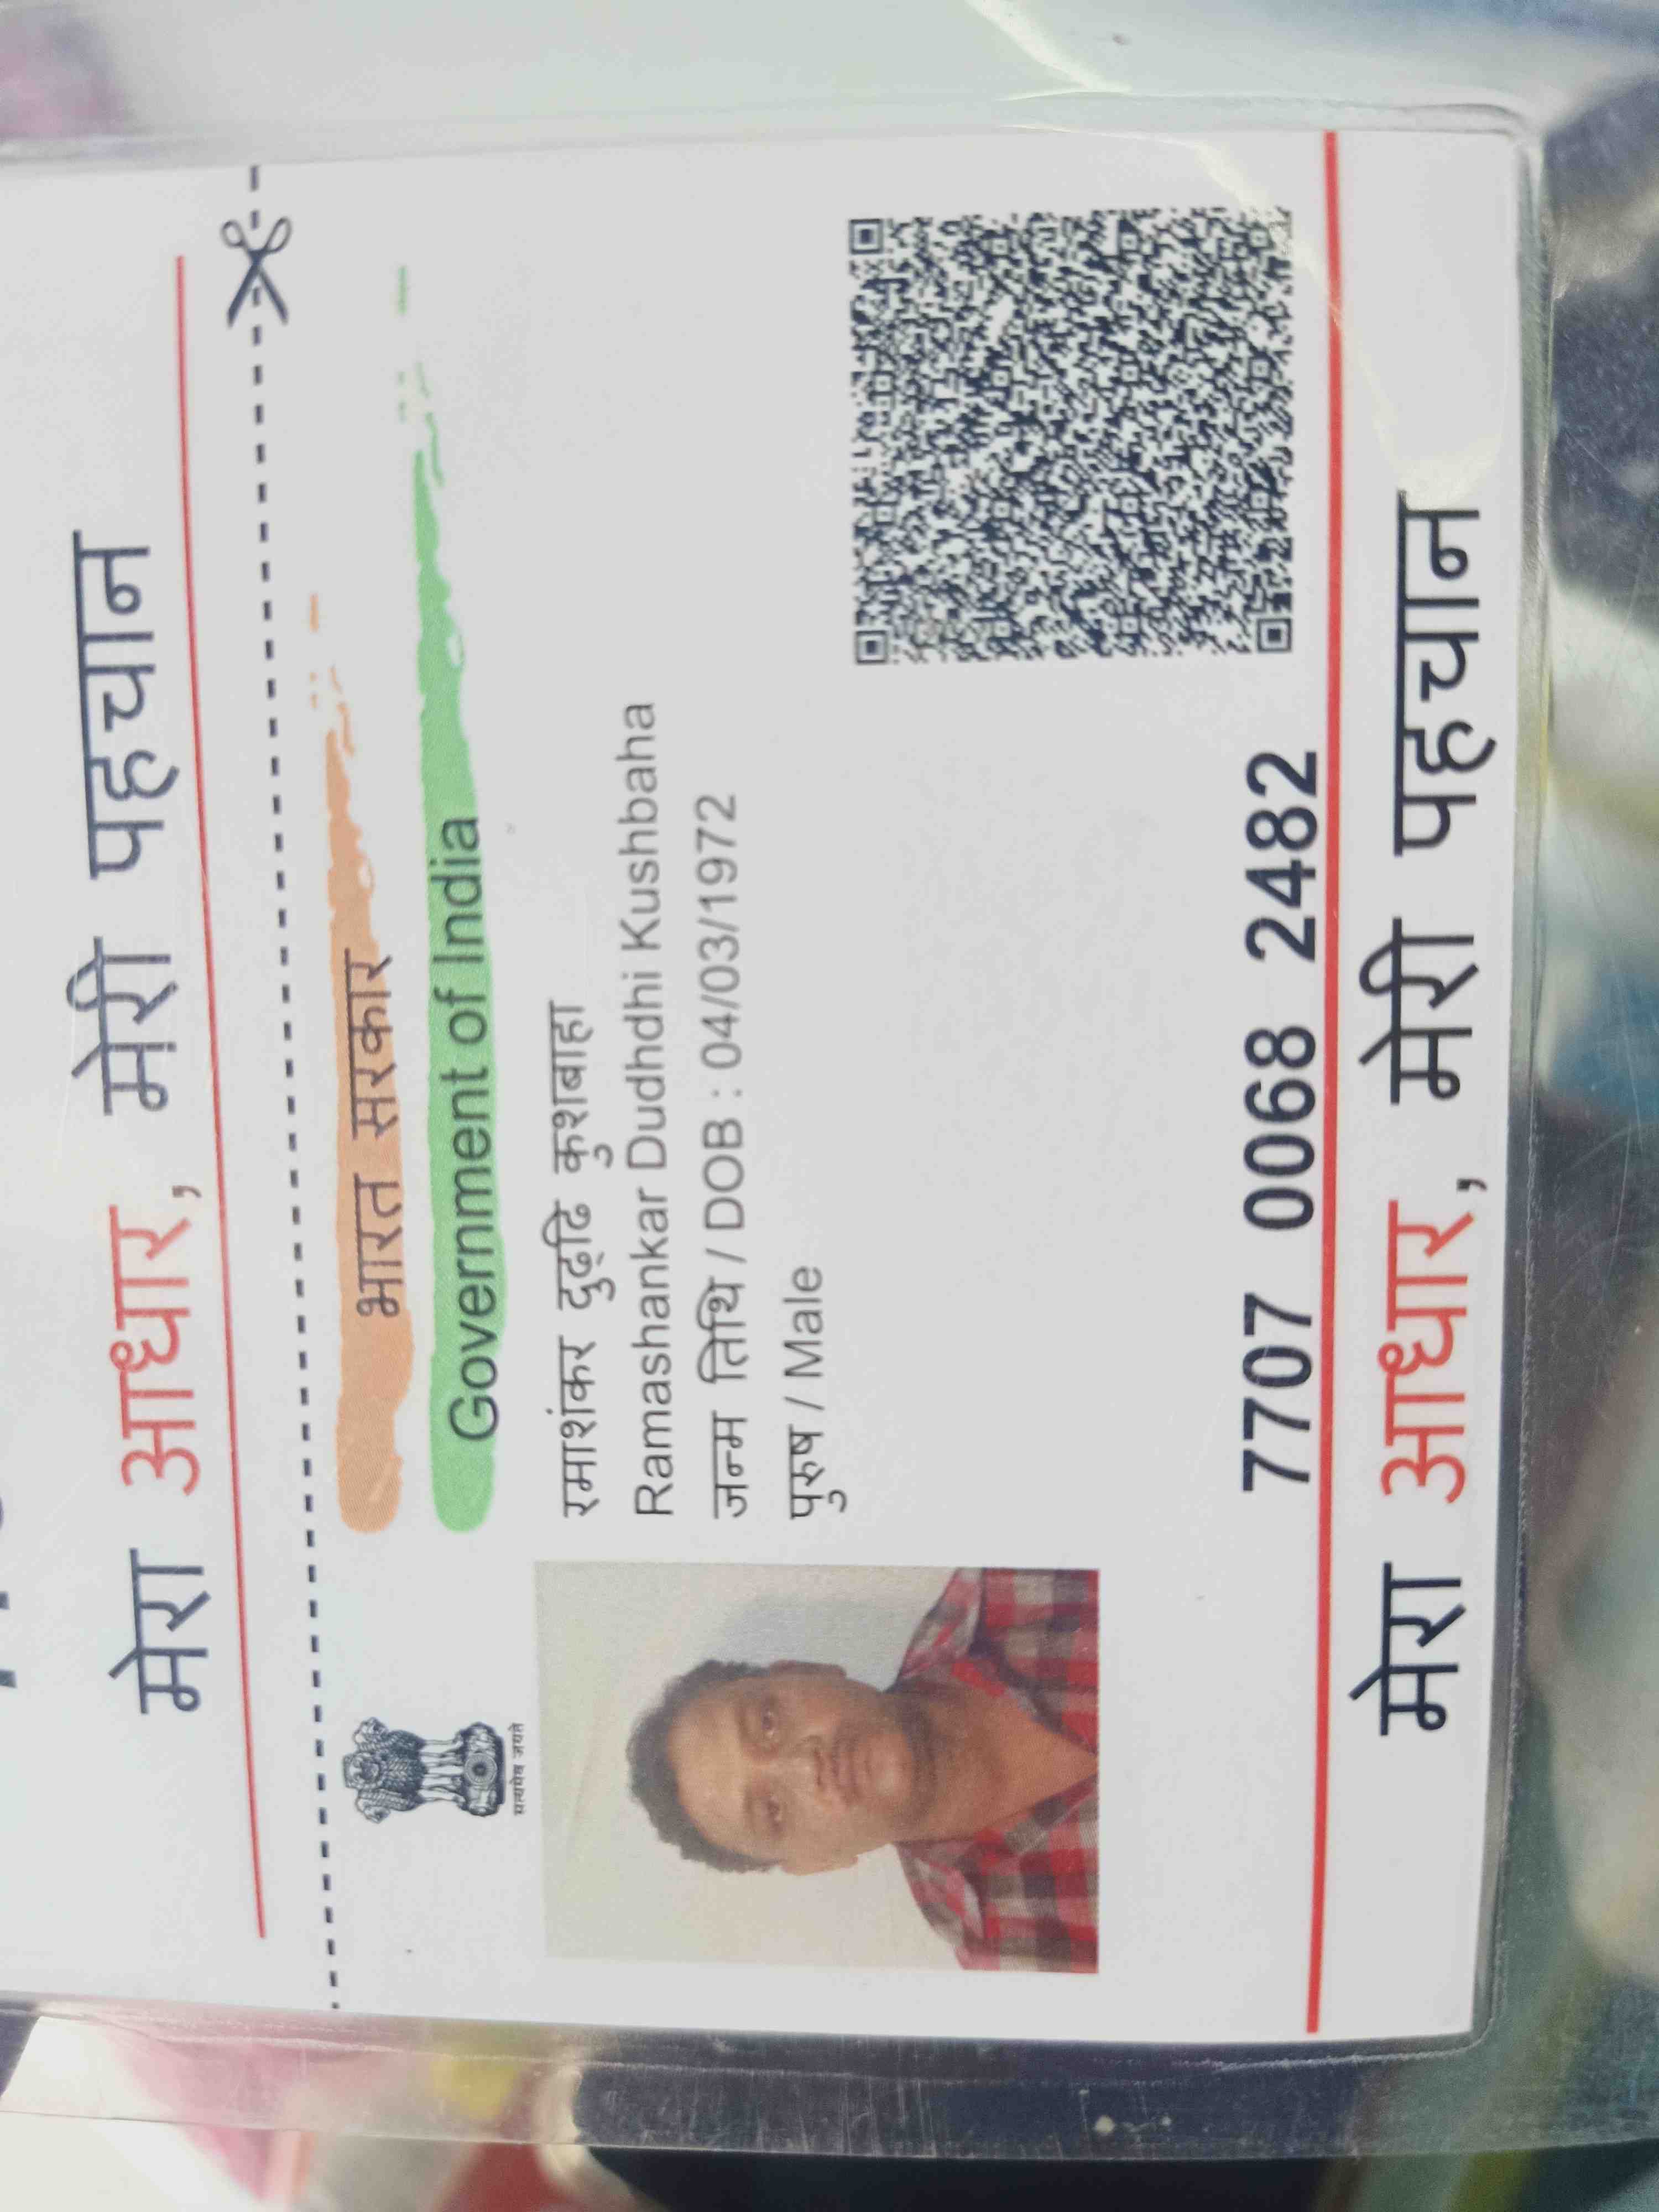 मेरा आधार, मेरी पहचान
भारत सरकार
Government of India
सत्यमेव जयते
रमाशंकर दुद्धि कुशबाहा
Ramashankar Dudhdhi Kushbaha
जन्म तिथि / DOB : 04/03/1972
पुरुष / Male
7707 0068 2482
मेरा आधार, मेरी पहचान